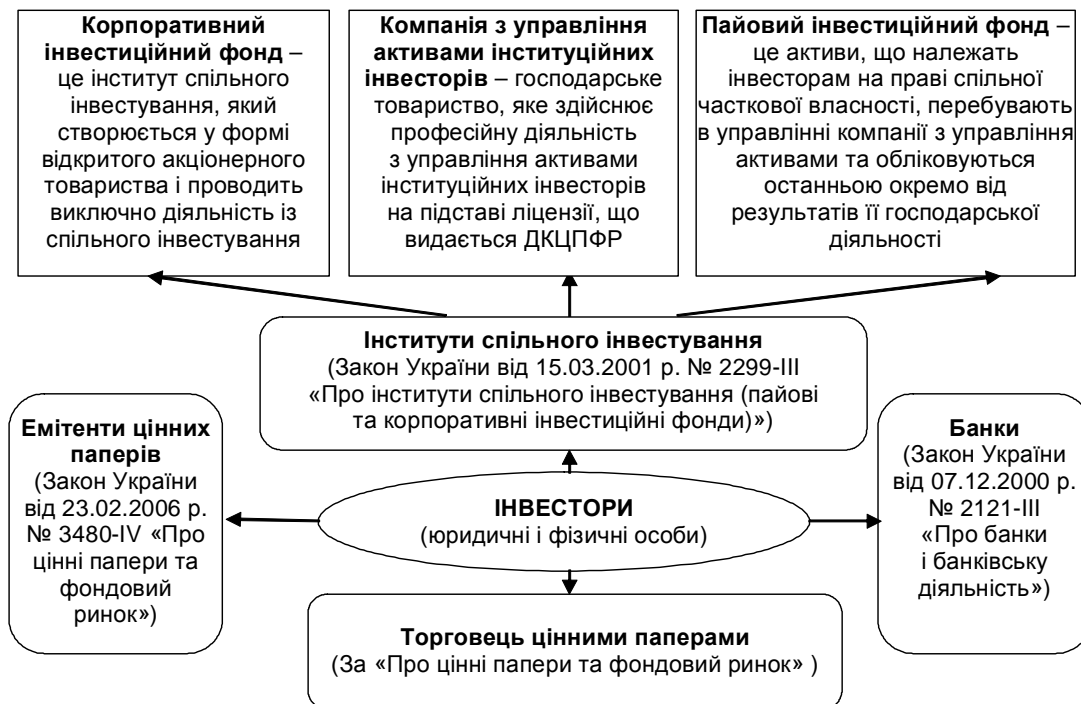 Корпоративний
інвестиційний фонд –
це інститут спільного
інвестування, який
створюється у формі
відкритого акціонерного
товариства і проводить
виключно діяльність із
спільного інвестування
Компанія з управління
активами інституційних
інвесторів – господарське
товариство, яке здійснює
професійну діяльність
з управління активами
інституційних інвесторів
на підставі ліцензії, що
видається ДКЦПФР
Пайовий інвестиційний фонд –
це активи, що належать
інвесторам на праві спільної
часткової власності, перебувають
в управлінні компанії з управління
активами та обліковуються
останньою окремо від
результатів її господарської
діяльності
Інститути спільного інвестування
(Закон України від 15.03.2001 р. № 2299-III
«Про інститути спільного інвестування (пайові
та корпоративні інвестиційні фонди)»)
Емітенти цінних
паперів
(Закон України
від 23.02.2006 р.
№ 3480-IV «Про
цінні папери та
фондовий
ринок»)
ІНВЕСТОРИ
(юридичні і фізичні особи)
Банки
(Закон України
від 07.12.2000 р.
№ 2121-III
«Про банки
і банківську
діяльність»)
Торговець цінними паперами
(За «Про цінні папери та фондовий ринок» )